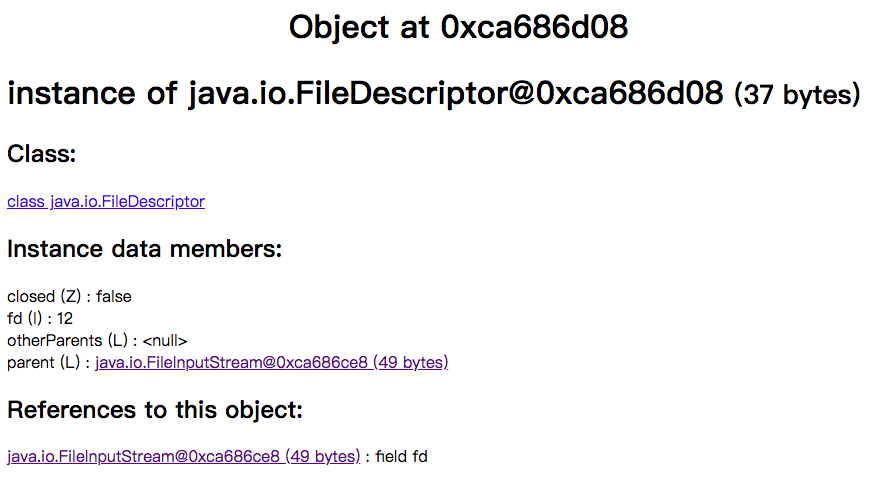 Object at 0xca686d08
instance of java.io.FileDescriptor@0xca686d08 (37 bytes)
Class:
class java.io.FileDescriptor
Instance data members:
closed (Z) : false
fd (I) : 12
otherParents (L) : <null>
parent (L) : java.io.FileInputStream@0xca686ce8 (49 bytes)
References to this object:
java.io.FileInputStream@0xca686ce8 (49 bytes) : field fd